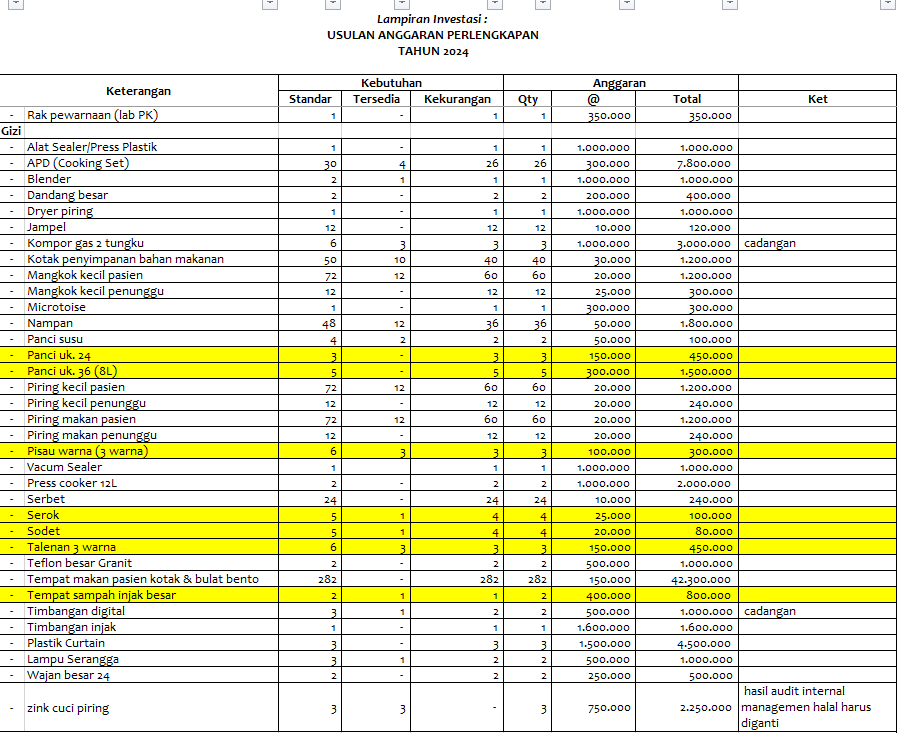 Lampiran Investasi :
USULAN ANGGARAN PERLENGKAPAN
TAHUN 2024
Keterangan Kebutuhan Anggaran Ket
Standar Tersedia Kekurangan Qty @ Total
- Rak pewarnaan (lab PK) 1 - 1 1 350.000 350.000
Gizi
- Alat Sealer/Press Plastik 1 - 1 1 1.000.000 1.000.000
- APD (Cooking Set) 30 4 26 26 300.000 7.800.000
- Blender 2 1 1 1 1.000.000 1.000.000
- Dandang besar 2 - 2 2 200.000 400.000
- Dryer piring 1 - 1 1 1.000.000 1.000.000
- Jampel 12 - 12 12 10.000 120.000
- Kompor gas 2 tungku 6 3 3 3 1.000.000 3.000.000 cadangan
- Kotak penyimpanan bahan makanan 50 10 40 40 30.000 1.200.000
- Mangkok kecil pasien 72 12 60 60 20.000 1.200.000
- Mangkok kecil penunggu 12 - 12 12 25.000 300.000
- Microtoise 1 - 1 1 300.000 300.000
- Nampan 48 12 36 36 50.000 1.800.000
- Panci susu 4 2 2 2 50.000 100.000
- Panci uk. 24 3 - 3 3 150.000 450.000
- Panci uk. 36 (8L) 5 - 5 5 300.000 1.500.000
- Piring kecil pasien 72 12 60 60 20.000 1.200.000
- Piring kecil penunggu 12 - 12 12 20.000 240.000
- Piring makan pasien 72 12 60 60 20.000 1.200.000
- Piring makan penunggu 12 - 12 12 20.000 240.000
- Pisau warna (3 warna) 6 3 3 3 100.000 300.000
- Vacum Sealer 1 - 1 1 1.000.000 1.000.000
- Press cooker 12L 2 - 2 2 1.000.000 2.000.000
- Serbet 24 - 24 24 10.000 240.000
- Serok 5 1 4 4 25.000 100.000
- Sodet 5 1 4 4 20.000 80.000
- Talenan 3 warna 6 3 3 3 150.000 450.000
- Teflon besar Granit 2 - 2 2 500.000 1.000.000
- Tempat makan pasien kotak & bulat bento 282 - 282 282 150.000 42.300.000
- Tempat sampah injak besar 2 1 1 2 400.000 800.000
- Timbangan digital 3 1 2 2 500.000 1.000.000 cadangan
- Timbangan injak 1 - 1 1 1.600.000 1.600.000
- Plastik Curtain 3 - 3 3 1.500.000 4.500.000
- Lampu Serangga 3 1 2 2 500.000 1.000.000
- Wajan besar 24 2 - 2 2 250.000 500.000
- zink cuci piring 3 3 - 3 750.000 2.250.000 hasil audit internal
managemen halal harus
diganti